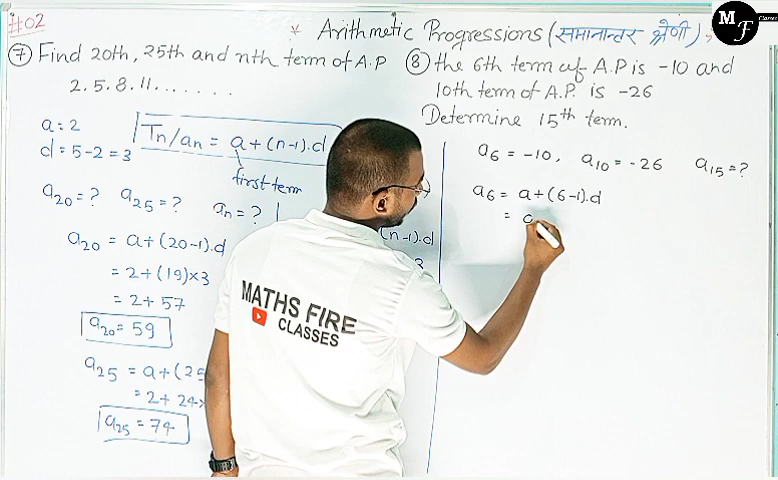 #02
* Arithmetic Progressions (समानान्तर श्रेणी)
M F Classes
⑦ Find 20th, 25th and nth term of A.P
2.5.8.11.......
a = 2
d = 5-2 = 3
Tn/an = a+(n-1).d
first term
a20 = ? a25 = ? an = ?
a20 = a+(20-1).d
= 2+(19)×3
= 2+57
a20 = 59
a25 = a+(25
= 2+24×
a25 = 74
(n-1).d
3
⑧ the 6th term of A.P is -10 and
10th term of A.P. is -26
Determine 15th term.
a6 = -10, a10 = -26 a15 = ?
a6 = a+(6-1).d
= a
MATHS FIRE
CLASSES